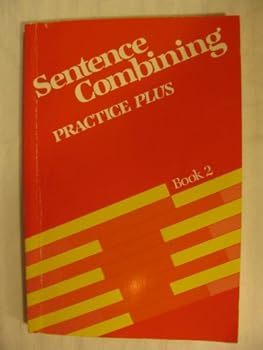 Sentence
Combining
PRACTICE PLUS
Book 2